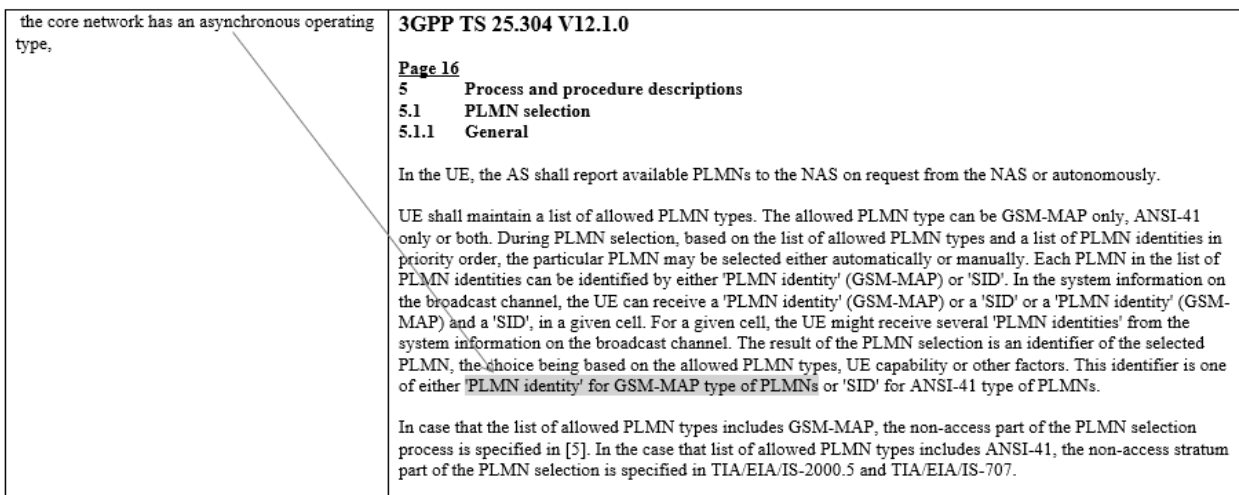 the core network has an asynchronous operating
type,
3GPP TS 25.304 V12.1.0
Page 16
5 Process and procedure descriptions
5.1 PLMN selection
5.1.1 General
In the UE, the AS shall report available PLMNs to the NAS on request from the NAS or autonomously.
UE shall maintain a list of allowed PLMN types. The allowed PLMN type can be GSM-MAP only, ANSI-41
only or both. During PLMN selection, based on the list of allowed PLMN types and a list of PLMN identities in
priority order, the particular PLMN may be selected either automatically or manually. Each PLMN in the list of
PLMN identities can be identified by either 'PLMN identity' (GSM-MAP) or 'SID'. In the system information on
the broadcast channel, the UE can receive a 'PLMN identity' (GSM-MAP) or a 'SID' or a 'PLMN identity' (GSM-
MAP) and a 'SID', in a given cell. For a given cell, the UE might receive several 'PLMN identities' from the
system information on the broadcast channel. The result of the PLMN selection is an identifier of the selected
PLMN, the choice being based on the allowed PLMN types, UE capability or other factors. This identifier is one
of either 'PLMN identity' for GSM-MAP type of PLMNs or 'SID' for ANSI-41 type of PLMNs.
In case that the list of allowed PLMN types includes GSM-MAP, the non-access part of the PLMN selection
process is specified in [5]. In the case that list of allowed PLMN types includes ANSI-41, the non-access stratum
part of the PLMN selection is specified in TIA/EIA/IS-2000.5 and TIA/EIA/IS-707.